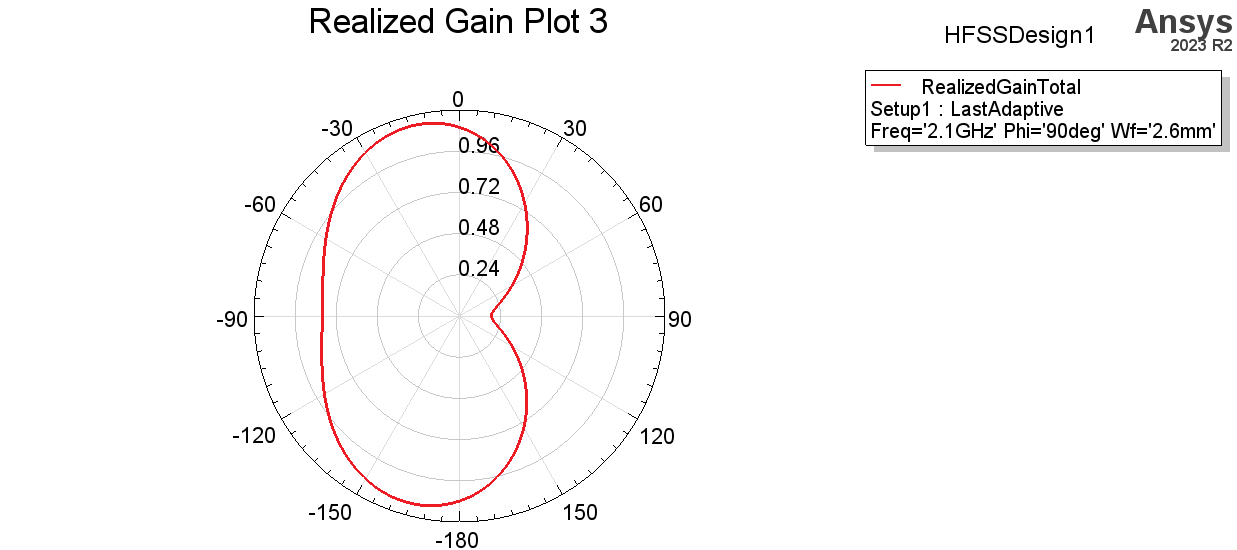 Realized Gain Plot 3
HFSSDesign1
Ansys
2023 R2
RealizedGainTotal
Setup1 : LastAdaptive
Freq='2.1GHz' Phi='90deg' Wf='2.6mm'
0
-30
30
0.96
-60
0.72
60
0.48
0.24
-90
90
-120
120
-150
150
-180